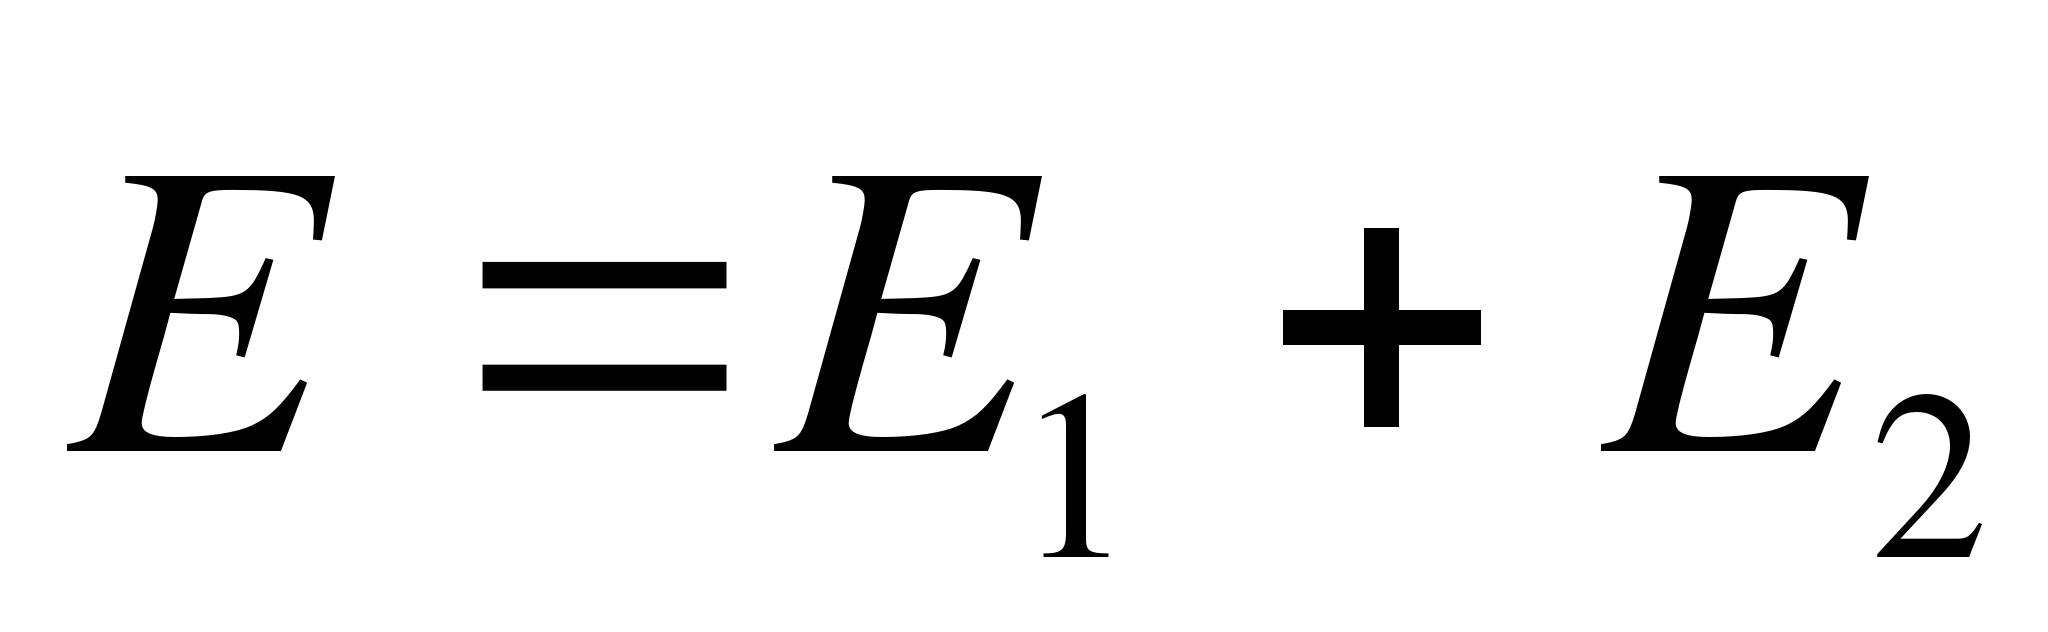 E = E₁ + E₂